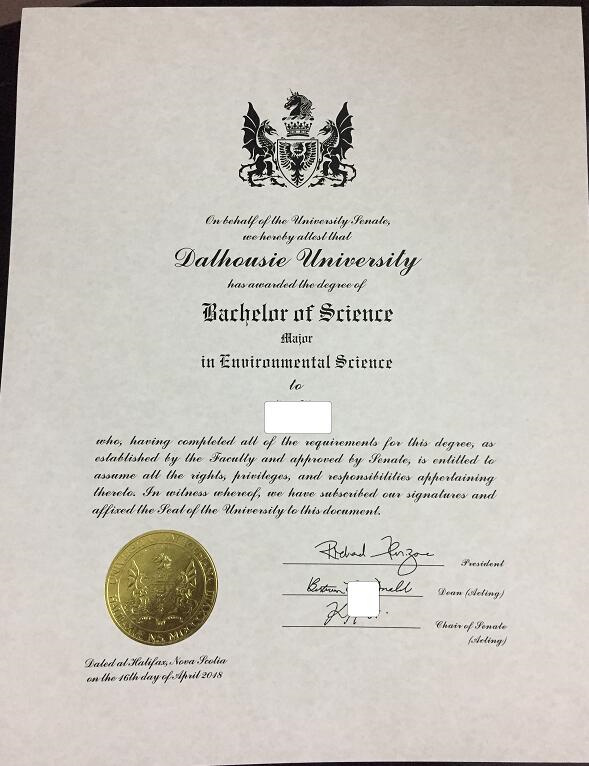 On behalf of the University Senate,
we hereby attest that
Dalhousie University
has awarded the degree of
Bachelor of Science
Major
in Environmental Science
to
who, having completed all of the requirements for this degree, as
established by the Faculty and approved by Senate, is entitled to
assume all the rights, privileges, and responsibilities appertaining
thereto. In witness whereof, we have subscribed our signatures and
affixed the Seal of the University to this document.
President
Dean (Acting)
Chair of Senate
(Acting)
Dated at Halifax, Nova Scotia
on the 16th day of April 2018